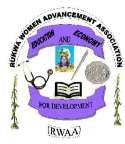 RUKWA WOMEN ADVANCEMENT ASSOCIATION
EDUCATION AND ECONOMY
FOR DEVELOPMENT
RWAA